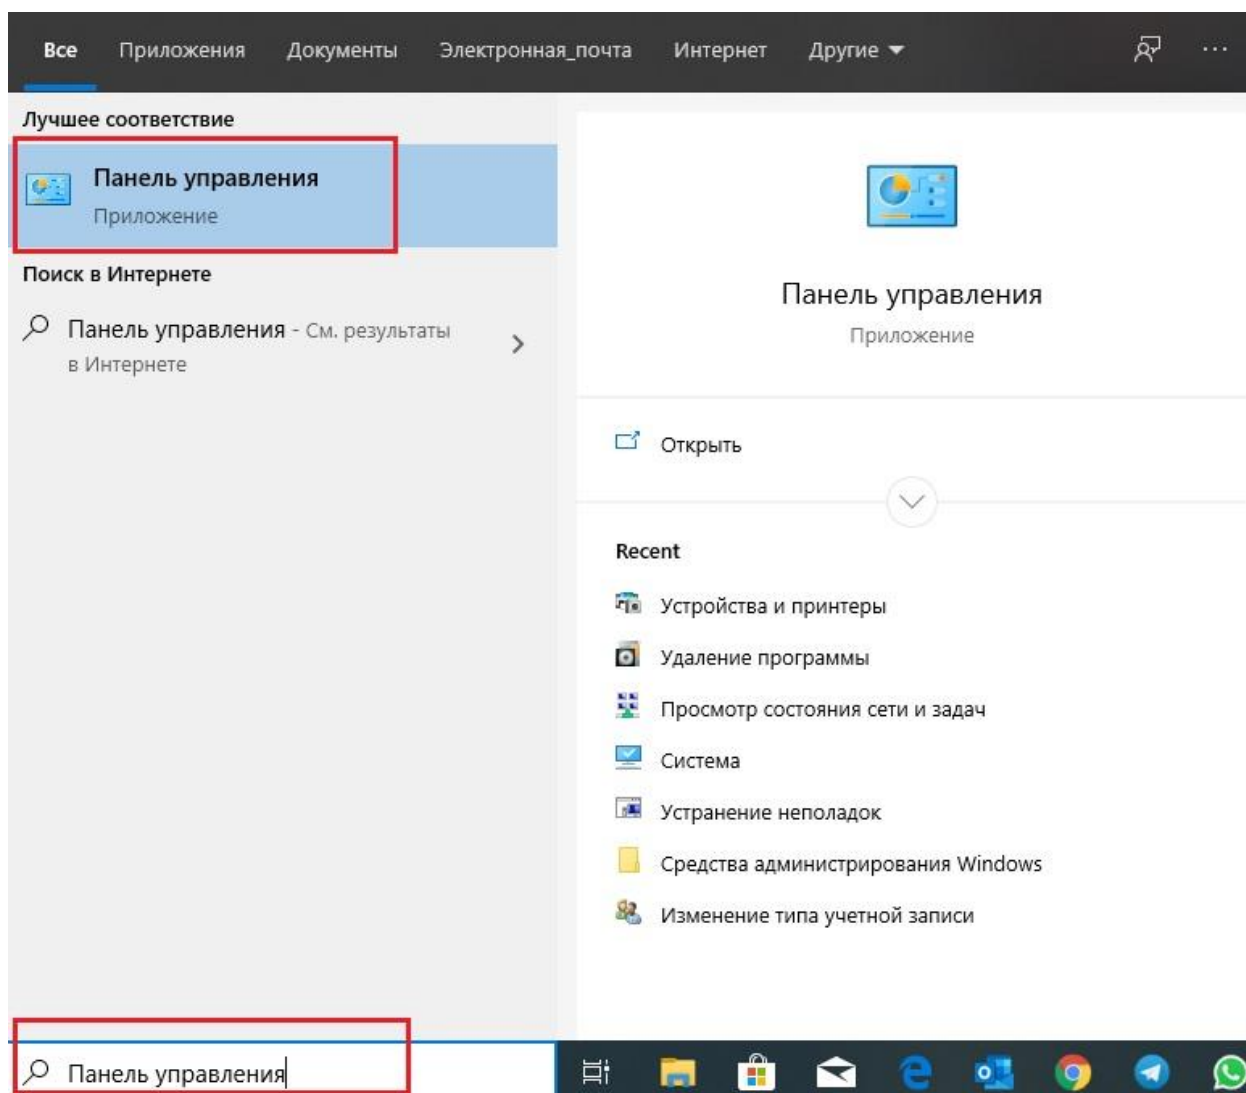 Все Приложения Документы Электронная_почта Интернет Другие
Лучшее соответствие
Панель управления
Приложение
Поиск в Интернете
Панель управления - См. результаты
в Интернете
Панель управления
Приложение
Открыть
Recent
Устройства и принтеры
Удаление программы
Просмотр состояния сети и задач
Система
Устранение неполадок
Средства администрирования Windows
Изменение типа учетной записи
Панель управления